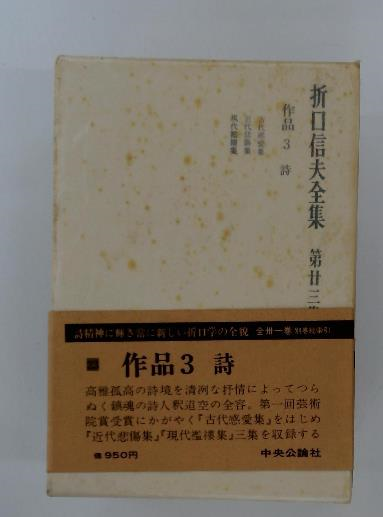 折口信夫全集 第廿三
作品 3 詩
古代感愛集
近代悲傷集
現代襤褸集
詩精神に輝き常に新しい折口学の全貌 全卅一巻
作品3 詩
高雅孤高の詩境を清冽な抒情によってつら
ぬく鎮魂の詩人釈迢空の全容。第一回芸術
院賞受賞にかがやく『古代感愛集』をはじめ
『近代悲傷集』『現代襤褸集』三集を収録する
価950円
中央公論社